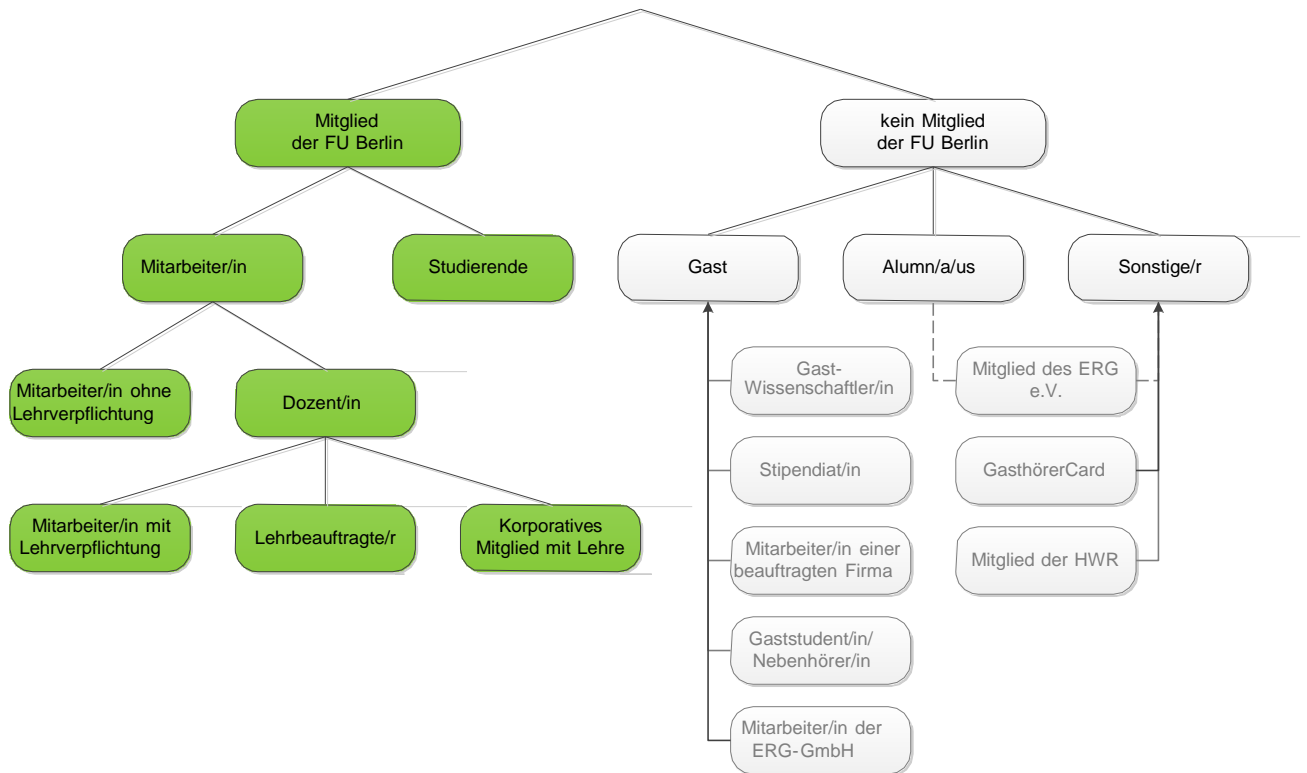 Mitglied
der FU Berlin
kein Mitglied
der FU Berlin
Mitarbeiter/in
Studierende
Gast
Alumn/a/us
Sonstige/r
Mitarbeiter/in ohne
Lehrverpflichtung
Dozent/in
Gast-
Wissenschaftler/in
Mitglied des ERG
e.V.
Stipendiat/in
GasthörerCard
Mitarbeiter/in mit
Lehrverpflichtung
Lehrbeauftragte/r
Korporatives
Mitglied mit Lehre
Mitarbeiter/in einer
beauftragten Firma
Mitglied der HWR
Gaststudent/in/
Nebenhörer/in
Mitarbeiter/in der
ERG-GmbH